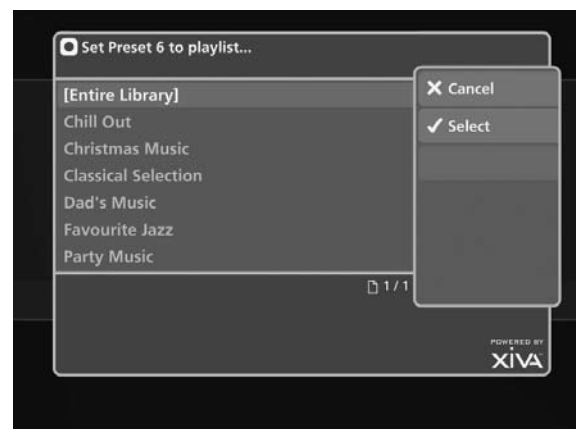 Set Preset 6 to playlist...
[Entire Library]
Chill Out
Christmas Music
Classical Selection
Dad's Music
Favourite Jazz
Party Music
1 / 1
Cancel
Select
POWERED BY
XiVA